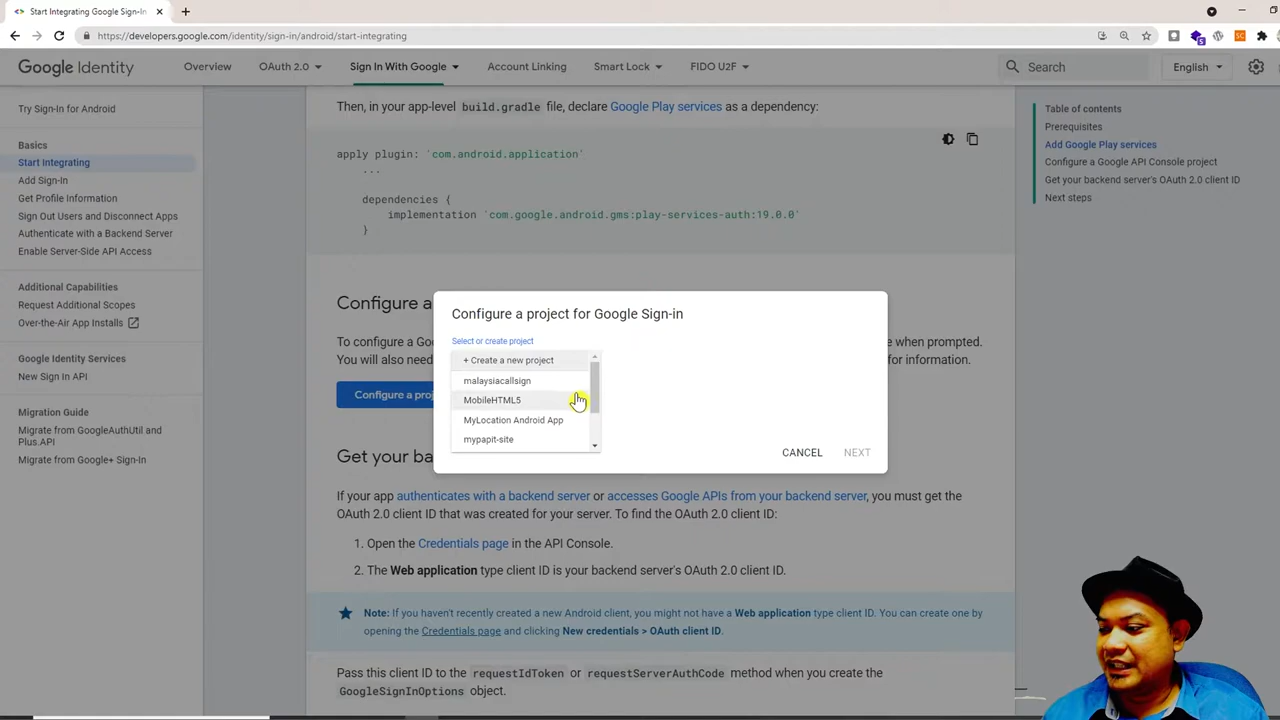 Start Integrating Google Sign-In
https://developers.google.com/identity/sign-in/android/start-integrating
Google Identity
Overview
OAuth 2.0
Sign In With Google
Account Linking
Smart Lock
FIDO U2F
Search
English
Try Sign-In for Android
Basics
Start Integrating
Add Sign-In
Get Profile Information
Sign Out Users and Disconnect Apps
Authenticate with a Backend Server
Enable Server-Side API Access
Additional Capabilities
Request Additional Scopes
Over-the-Air App Installs
Google Identity Services
New Sign In API
Migration Guide
Migrate from GoogleAuthUtil and
Plus.API
Migrate from Google+ Sign-In
Then, in your app-level build.gradle file, declare Google Play services as a dependency:
apply plugin: 'com.android.application'
...
dependencies {
implementation 'com.google.android.gms:play-services-auth:19.0.0'
}
Configure a
To configure a Goo
e when prompted.
You will also need
for information.
Configure a proj
Configure a project for Google Sign-in
Select or create project
+ Create a new project
malaysiacallsign
MobileHTML5
MyLocation Android App
mypapit-site
CANCEL
NEXT
Get your ba
If your app authenticates with a backend server or accesses Google APIs from your backend server, you must get the
OAuth 2.0 client ID that was created for your server. To find the OAuth 2.0 client ID:
1. Open the Credentials page in the API Console.
2. The Web application type client ID is your backend server's OAuth 2.0 client ID.
Note: If you haven't recently created a new Android client, you might not have a Web application type client ID. You can create one by
opening the Credentials page and clicking New credentials > OAuth client ID.
Pass this client ID to the requestIdToken or requestServerAuthCode method when you create the
GoogleSignInOptions object.
Table of contents
Prerequisites
Add Google Play services
Configure a Google API Console project
Get your backend server's OAuth 2.0 client ID
Next steps